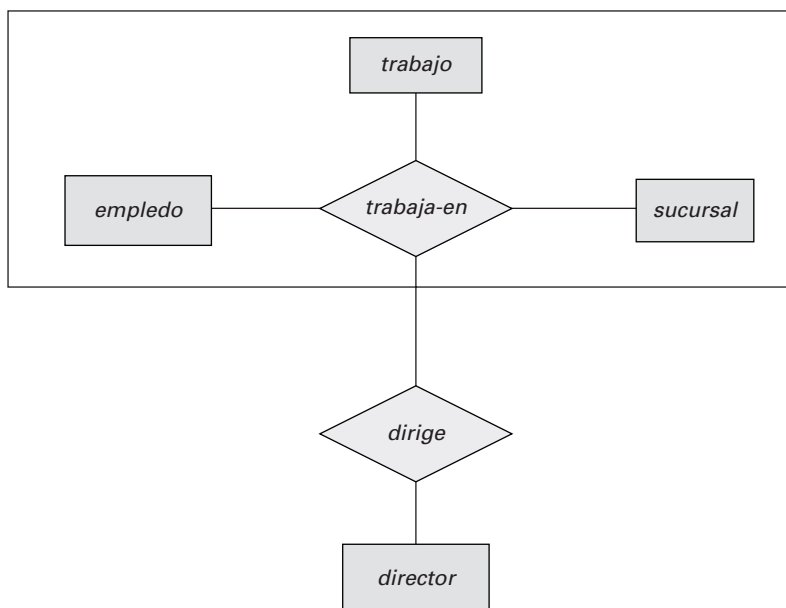 trabajo
empledo
trabaja-en
sucursal
dirige
director